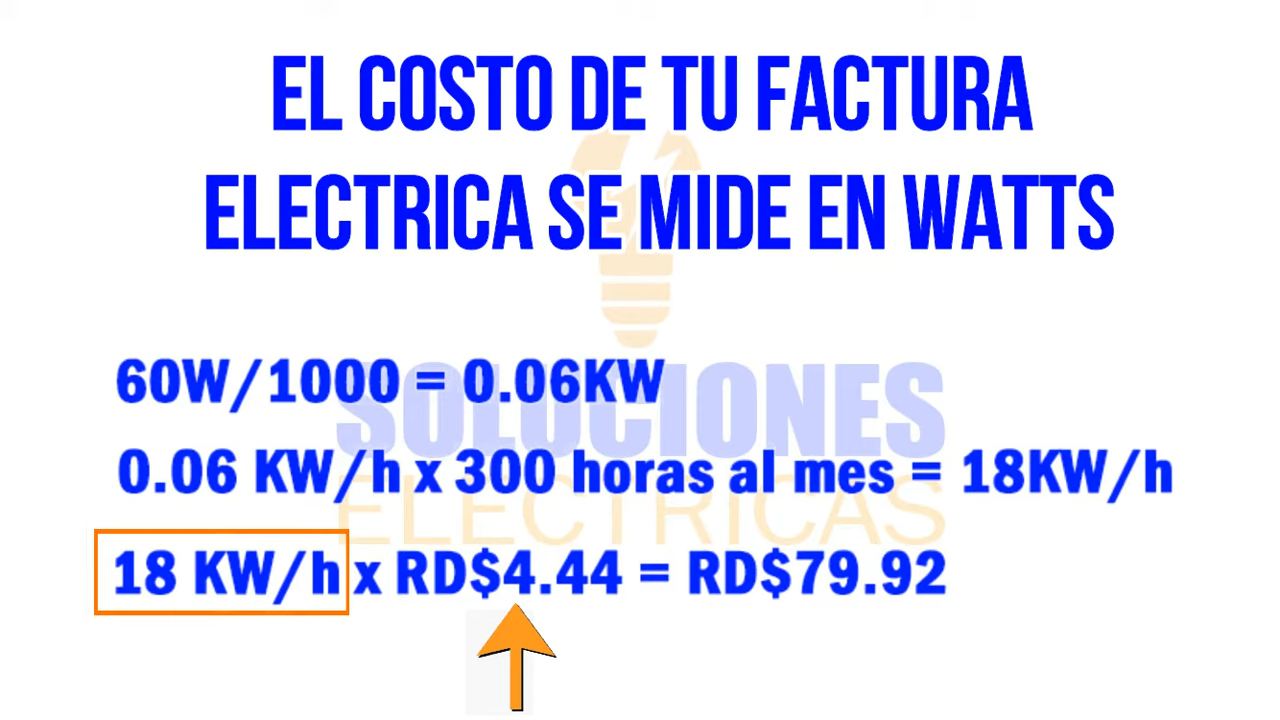 EL COSTO DE TU FACTURA
ELECTRICA SE MIDE EN WATTS
60W/1000 = 0.06KW
0.06 KW/h x 300 horas al mes = 18KW/h
18 KW/h x RD$4.44 = RD$79.92
SOLUCIONES
ELECTRICAS